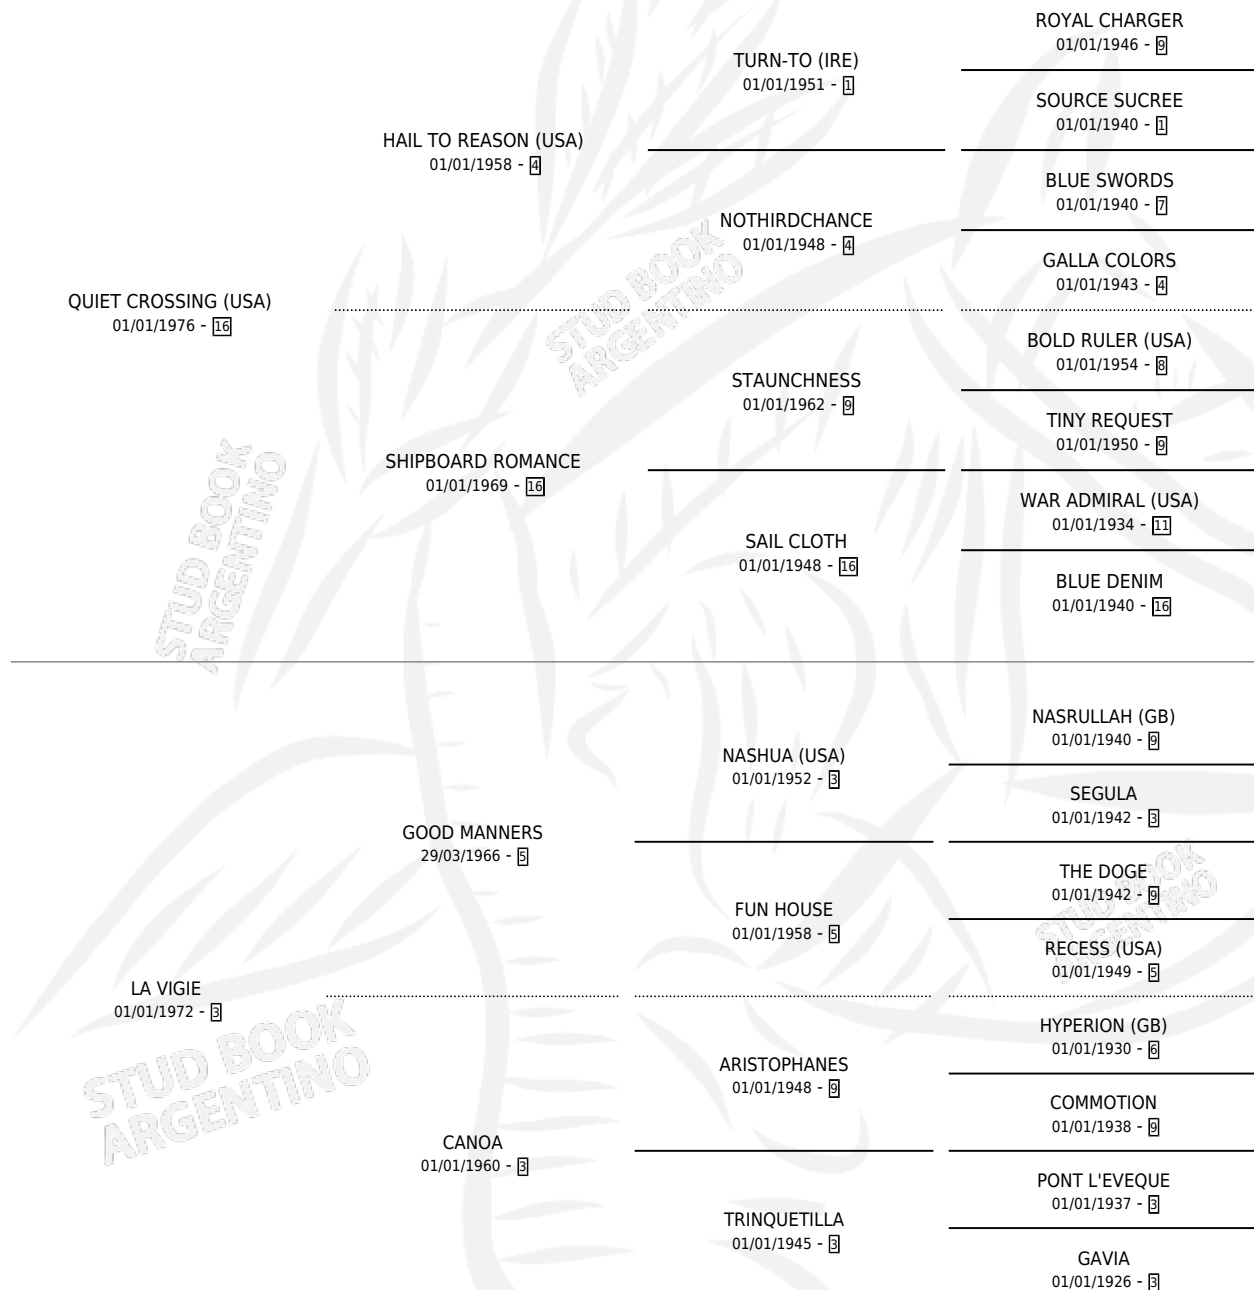 ROYAL CHARGER
01/01/1946 - 9
TURN-TO (IRE)
01/01/1951 - 1
SOURCE SUCREE
01/01/1940 - 1
HAIL TO REASON (USA)
01/01/1958 - 4
BLUE SWORDS
01/01/1940 - 7
NOTHIRDCHANCE
01/01/1948 - 4
GALLA COLORS
01/01/1943 - 4
QUIET CROSSING (USA)
01/01/1976 - 16
BOLD RULER (USA)
01/01/1954 - 8
STAUNCHNESS
01/01/1962 - 9
TINY REQUEST
01/01/1950 - 9
SHIPBOARD ROMANCE
01/01/1969 - 16
WAR ADMIRAL (USA)
01/01/1934 - 11
SAIL CLOTH
01/01/1948 - 16
BLUE DENIM
01/01/1940 - 16
NASRULLAH (GB)
01/01/1940 - 9
NASHUA (USA)
01/01/1952 - 3
SEGULA
01/01/1942 - 3
GOOD MANNERS
29/03/1966 - 5
THE DOGE
01/01/1942 - 9
FUN HOUSE
01/01/1958 - 5
RECESS (USA)
01/01/1949 - 5
LA VIGIE
01/01/1972 - 3
HYPERION (GB)
01/01/1930 - 6
ARISTOPHANES
01/01/1948 - 9
COMMOTION
01/01/1938 - 9
CANOA
01/01/1960 - 3
PONT L'EVEQUE
01/01/1937 - 3
TRINQUETILLA
01/01/1945 - 3
GAVIA
01/01/1926 - 3
STUD BOOK
ARGENTINO
STUD BOOK
ARGENTINO
STUD BOOK
ARGENTINO
STUD BOOK
ARGENTINO